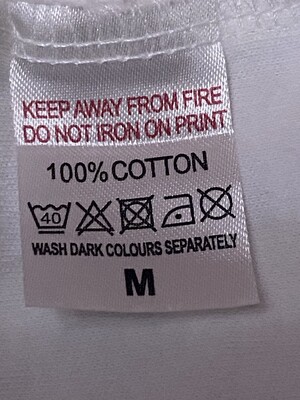 KEEP AWAY FROM FIRE
DO NOT IRON ON PRINT
100% COTTON
40
WASH DARK COLOURS SEPARATELY
M